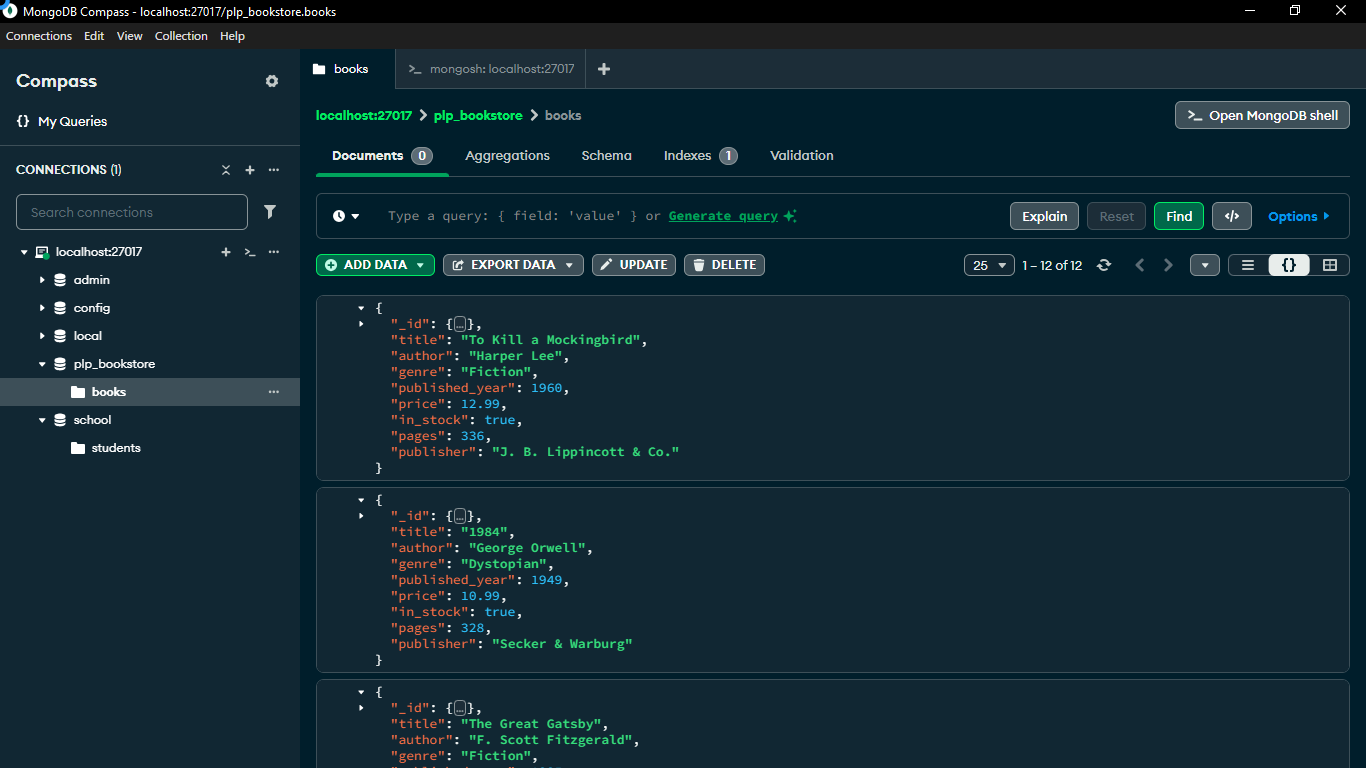 MongoDB Compass - localhost:27017/plp_bookstore.books
Connections Edit View Collection Help
Compass
{} My Queries
CONNECTIONS (1)
Search connections
localhost:27017
admin
config
local
plp_bookstore
books
school
students
books
>_ mongosh: localhost:27017
localhost:27017 > plp_bookstore > books
>_ Open MongoDB shell
Documents 0 Aggregations Schema Indexes 1 Validation
Type a query: { field: 'value' } or Generate query
Explain Reset Find </> Options
ADD DATA EXPORT DATA UPDATE DELETE
25 1 – 12 of 12 {}
{
"_id": {…},
"title": "To Kill a Mockingbird",
"author": "Harper Lee",
"genre": "Fiction",
"published_year": 1960,
"price": 12.99,
"in_stock": true,
"pages": 336,
"publisher": "J. B. Lippincott & Co."
}
{
"_id": {…},
"title": "1984",
"author": "George Orwell",
"genre": "Dystopian",
"published_year": 1949,
"price": 10.99,
"in_stock": true,
"pages": 328,
"publisher": "Secker & Warburg"
}
{
"_id": {…},
"title": "The Great Gatsby",
"author": "F. Scott Fitzgerald",
"genre": "Fiction",